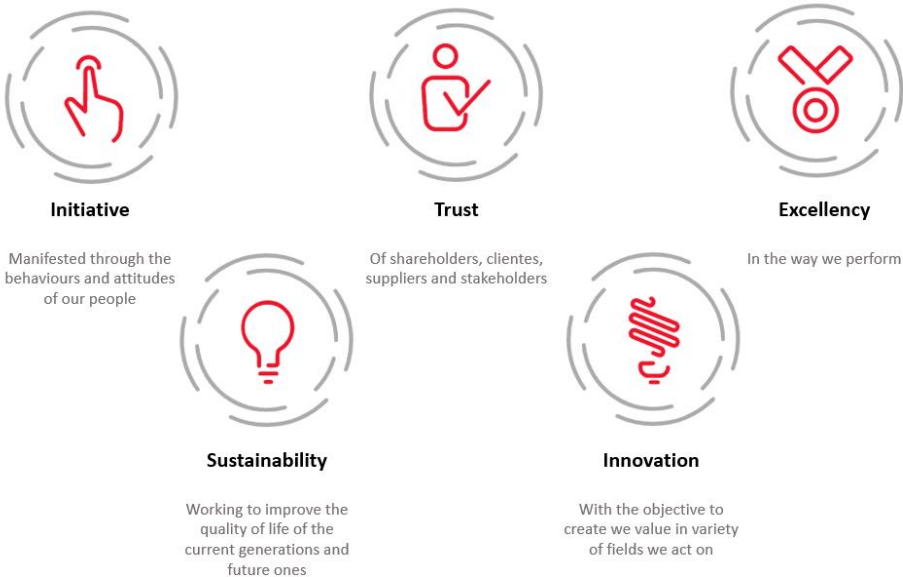 Initiative
Manifested through the
behaviours and attitudes
of our people
Trust
Of shareholders, clientes,
suppliers and stakeholders
Excellency
In the way we perform
Sustainability
Working to improve the
quality of life of the
current generations and
future ones
Innovation
With the objective to
create we value in variety
of fields we act on